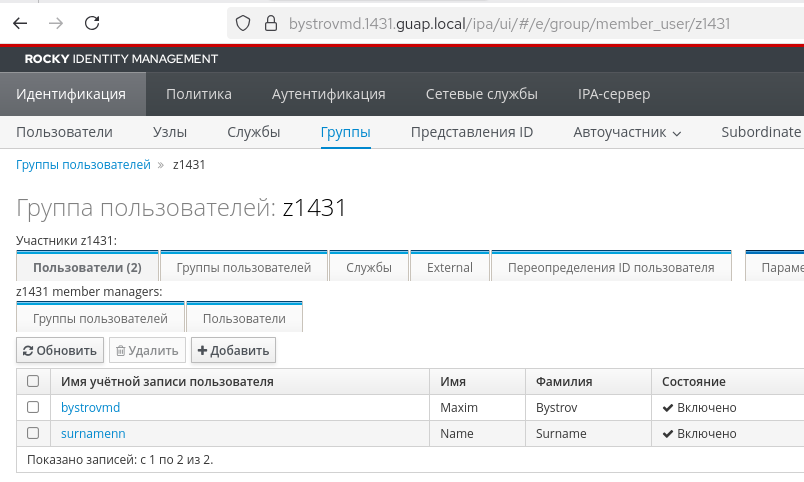 bystrovmd.1431.guap.local/ipa/ui/#/e/group/member_user/z1431
ROCKY IDENTITY MANAGEMENT
Идентификация Политика Аутентификация Сетевые службы IPA-сервер
Пользователи Узлы Службы Группы Представления ID Автоучастник Subordinate
Группы пользователей » z1431
Группа пользователей: z1431
Участники z1431:
Пользователи (2) Группы пользователей Службы External Переопределения ID пользователя Параме
z1431 member managers:
Группы пользователей Пользователи
Обновить Удалить Добавить
Имя учётной записи пользователя Имя Фамилия Состояние
bystrovmd Maxim Bystrov Включено
surnamenn Name Surname Включено
Показано записей: с 1 по 2 из 2.